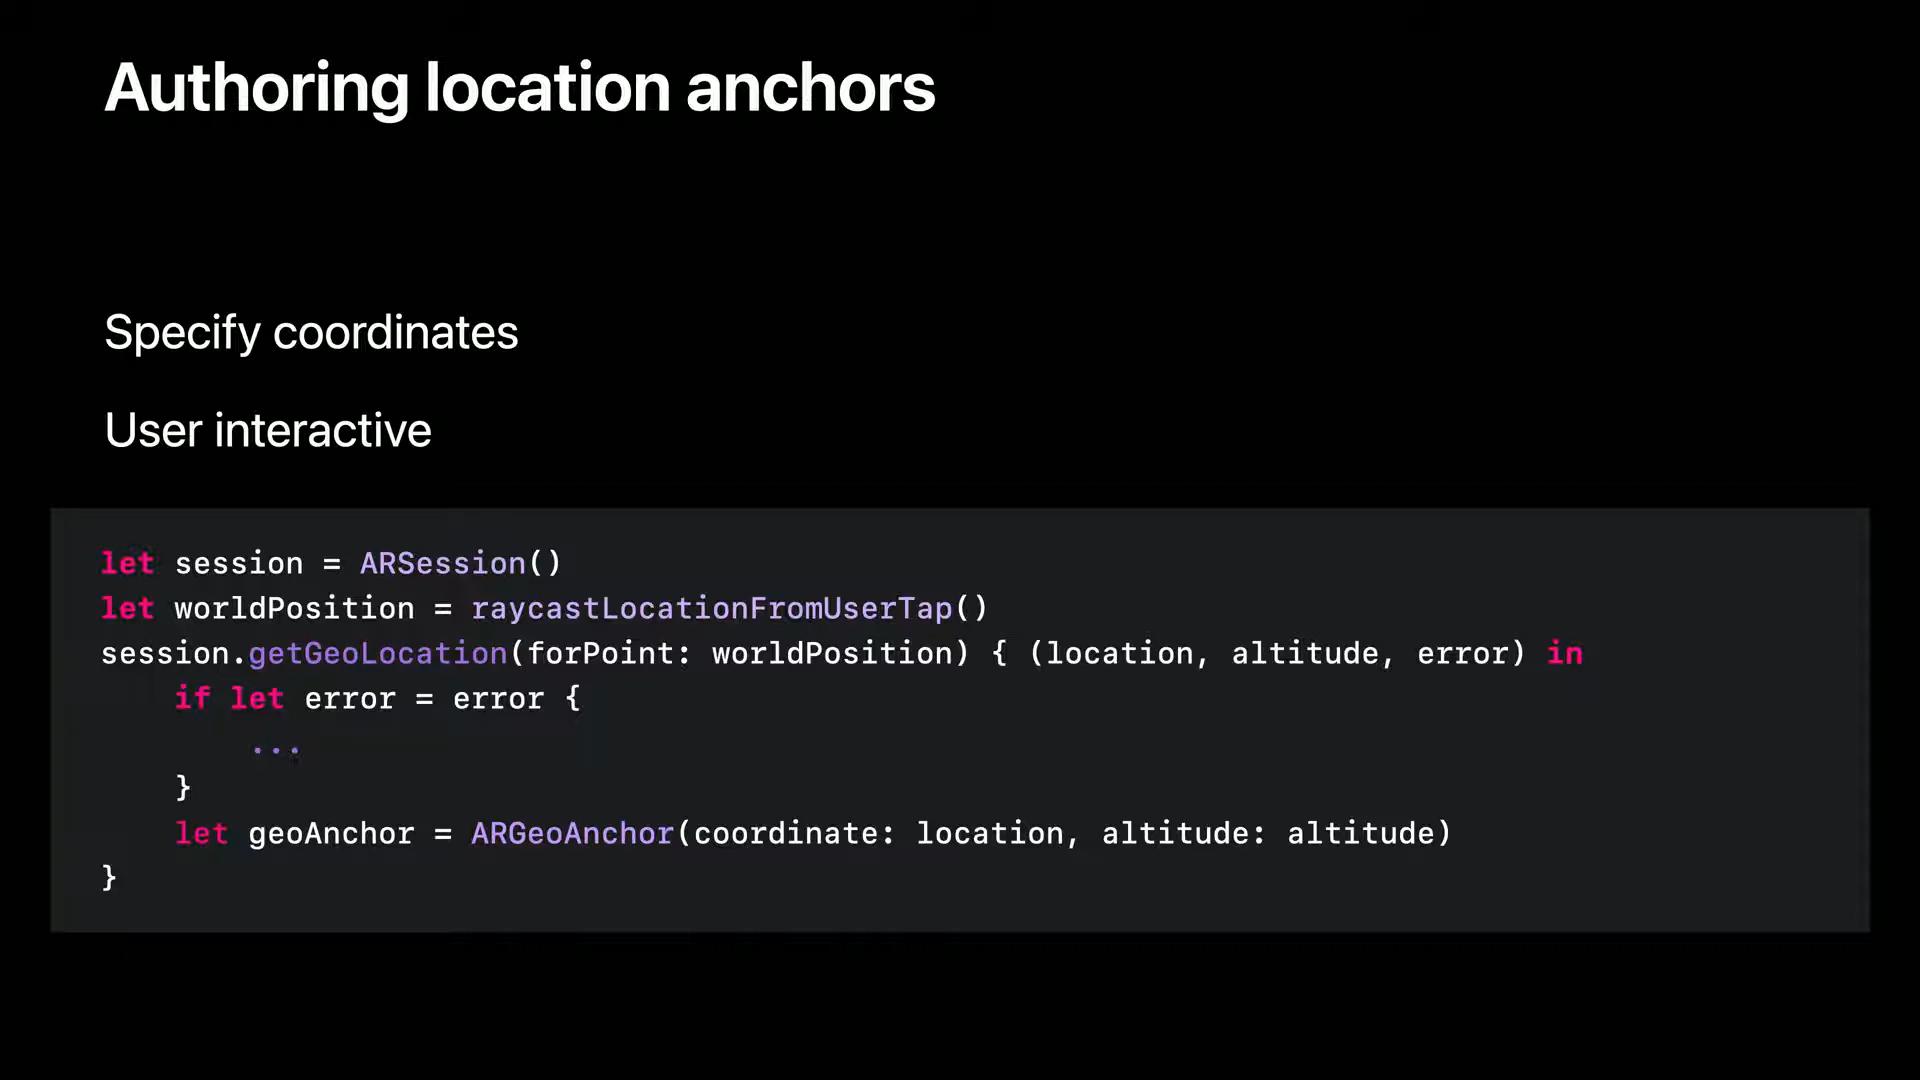 Authoring location anchors
Specify coordinates
User interactive
let session = ARSession()
let worldPosition = raycastLocationFromUserTap()
session.getGeoLocation(forPoint: worldPosition) { (location, altitude, error) in
    if let error = error {
        ...
    }
    let geoAnchor = ARGeoAnchor(coordinate: location, altitude: altitude)
}